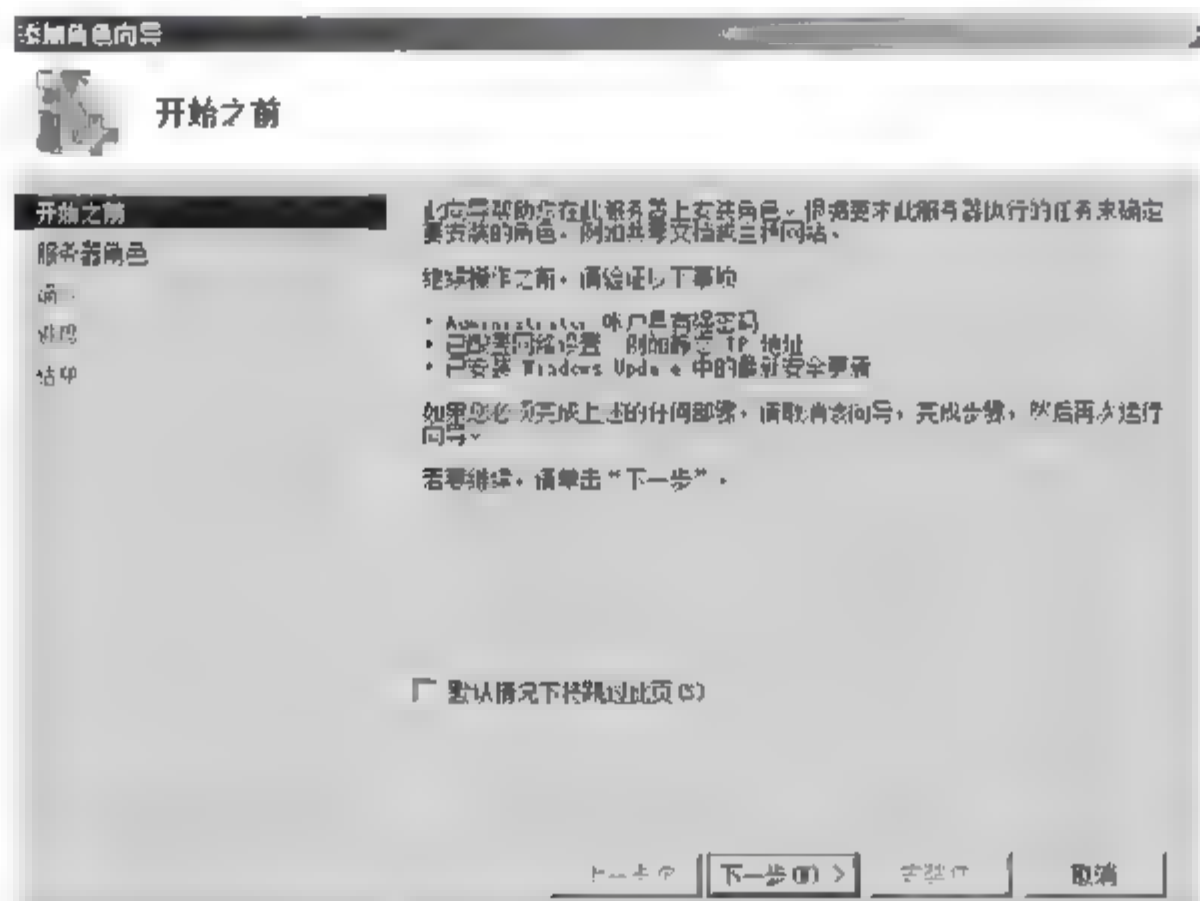 添加角色向导
开始之前
开始之前
服务器角色
确认
进度
结果
此向导帮助您在此服务器上安装角色。根据要求此服务器执行的任务来确定
要安装的角色，例如共享文档或主持网站。
继续操作之前，请验证以下事项
• Administrator 帐户具有强密码
• 已配置网络设置 例如静态 IP 地址
• 已安装 Windows Update 中的最新安全更新
如果您必须完成上述的任何步骤，请取消该向导，完成步骤，然后再次运行
向导。
若要继续，请单击“下一步”。
默认情况下将跳过此页(S)
上一步(P)
下一步(N) >
安装(I)
取消